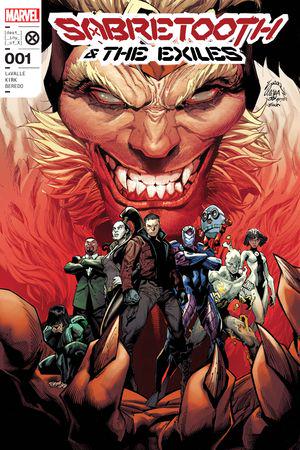 MARVEL
001
LaVALLE
KIRK
BEREDO
SABRETOOTH
& THE EXILES